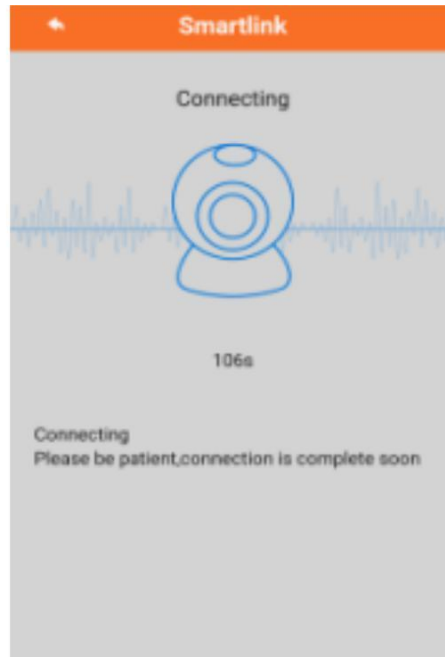 Smartlink
Connecting
106s
Connecting
Please be patient,connection is complete soon